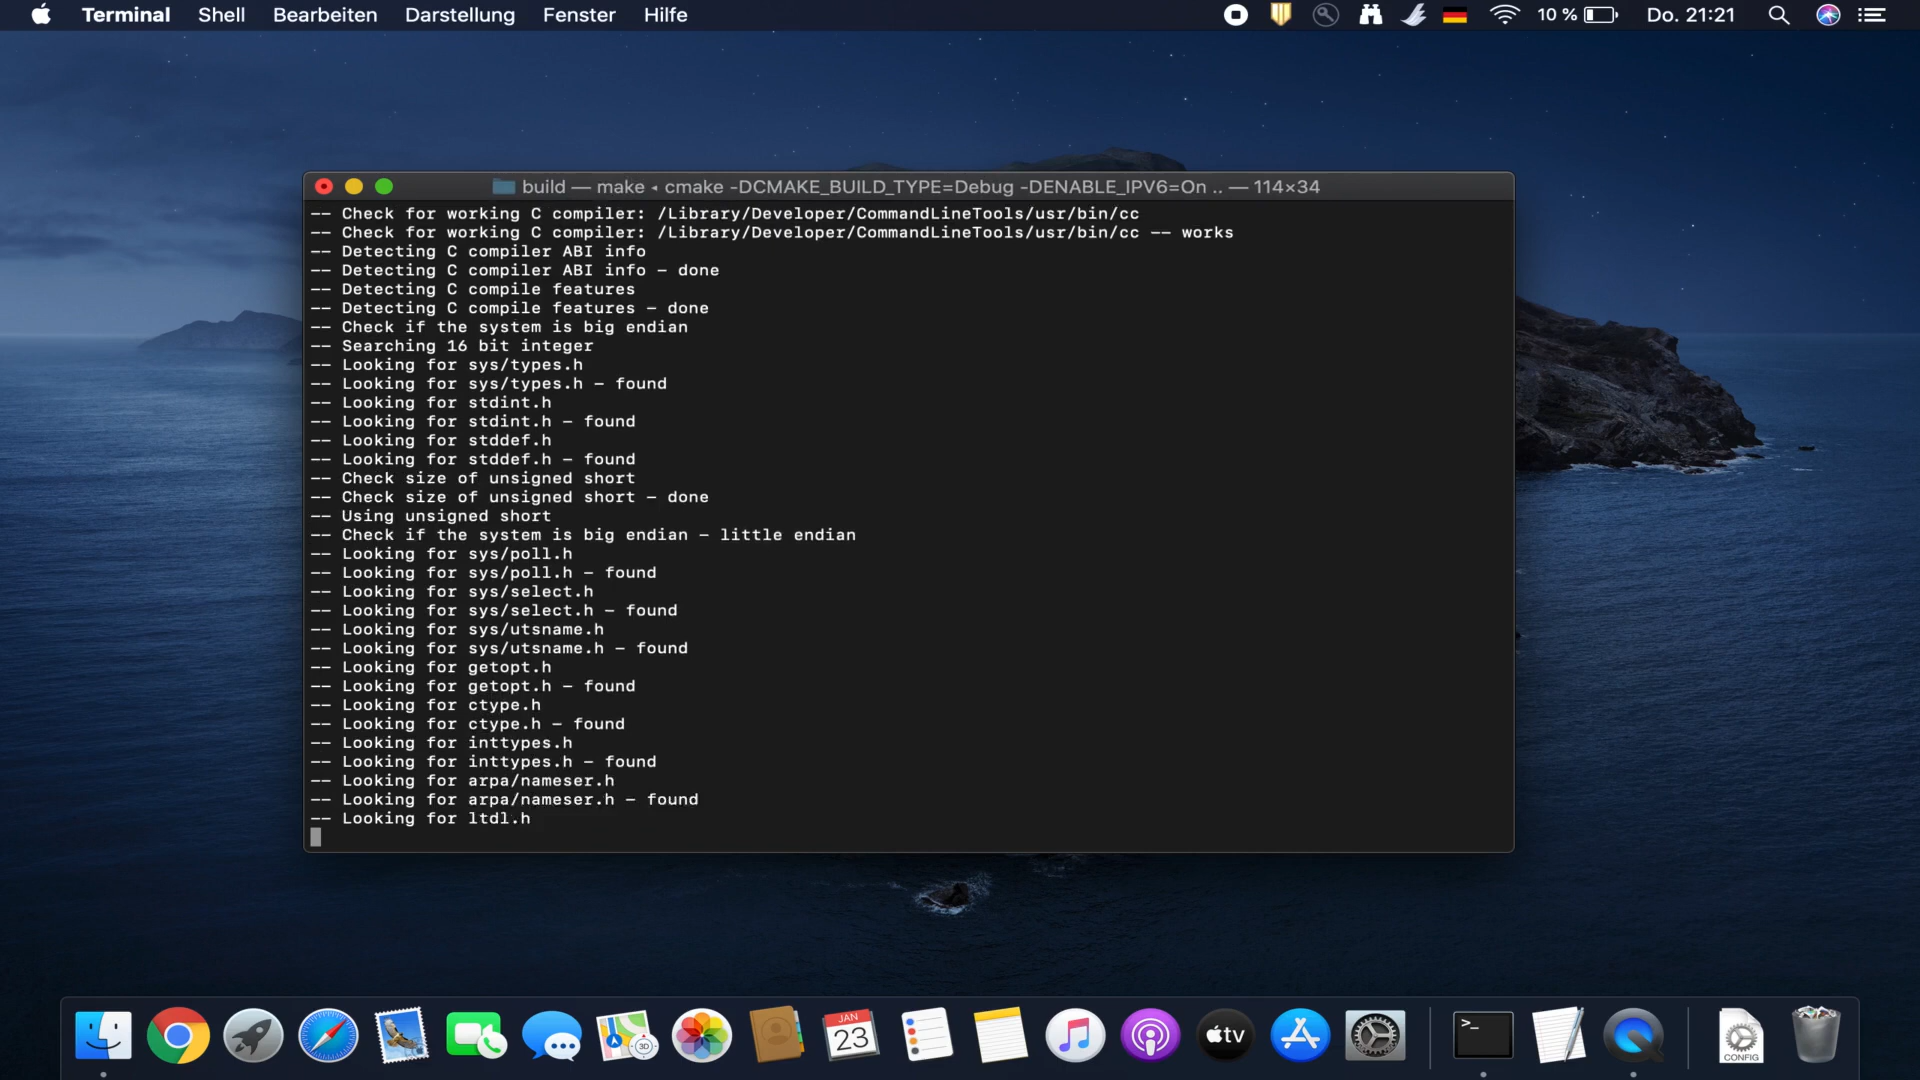 Terminal Shell Bearbeiten Darstellung Fenster Hilfe 10 % Do. 21:21
build — make ◂ cmake -DCMAKE_BUILD_TYPE=Debug -DENABLE_IPV6=On .. — 114×34
-- Check for working C compiler: /Library/Developer/CommandLineTools/usr/bin/cc
-- Check for working C compiler: /Library/Developer/CommandLineTools/usr/bin/cc -- works
-- Detecting C compiler ABI info
-- Detecting C compiler ABI info - done
-- Detecting C compile features
-- Detecting C compile features - done
-- Check if the system is big endian
-- Searching 16 bit integer
-- Looking for sys/types.h
-- Looking for sys/types.h - found
-- Looking for stdint.h
-- Looking for stdint.h - found
-- Looking for stddef.h
-- Looking for stddef.h - found
-- Check size of unsigned short
-- Check size of unsigned short - done
-- Using unsigned short
-- Check if the system is big endian - little endian
-- Looking for sys/poll.h
-- Looking for sys/poll.h - found
-- Looking for sys/select.h
-- Looking for sys/select.h - found
-- Looking for sys/utsname.h
-- Looking for sys/utsname.h - found
-- Looking for getopt.h
-- Looking for getopt.h - found
-- Looking for ctype.h
-- Looking for ctype.h - found
-- Looking for inttypes.h
-- Looking for inttypes.h - found
-- Looking for arpa/nameser.h
-- Looking for arpa/nameser.h - found
-- Looking for ltdl.h
3D
JAN
23
tv
>_
CONFIG